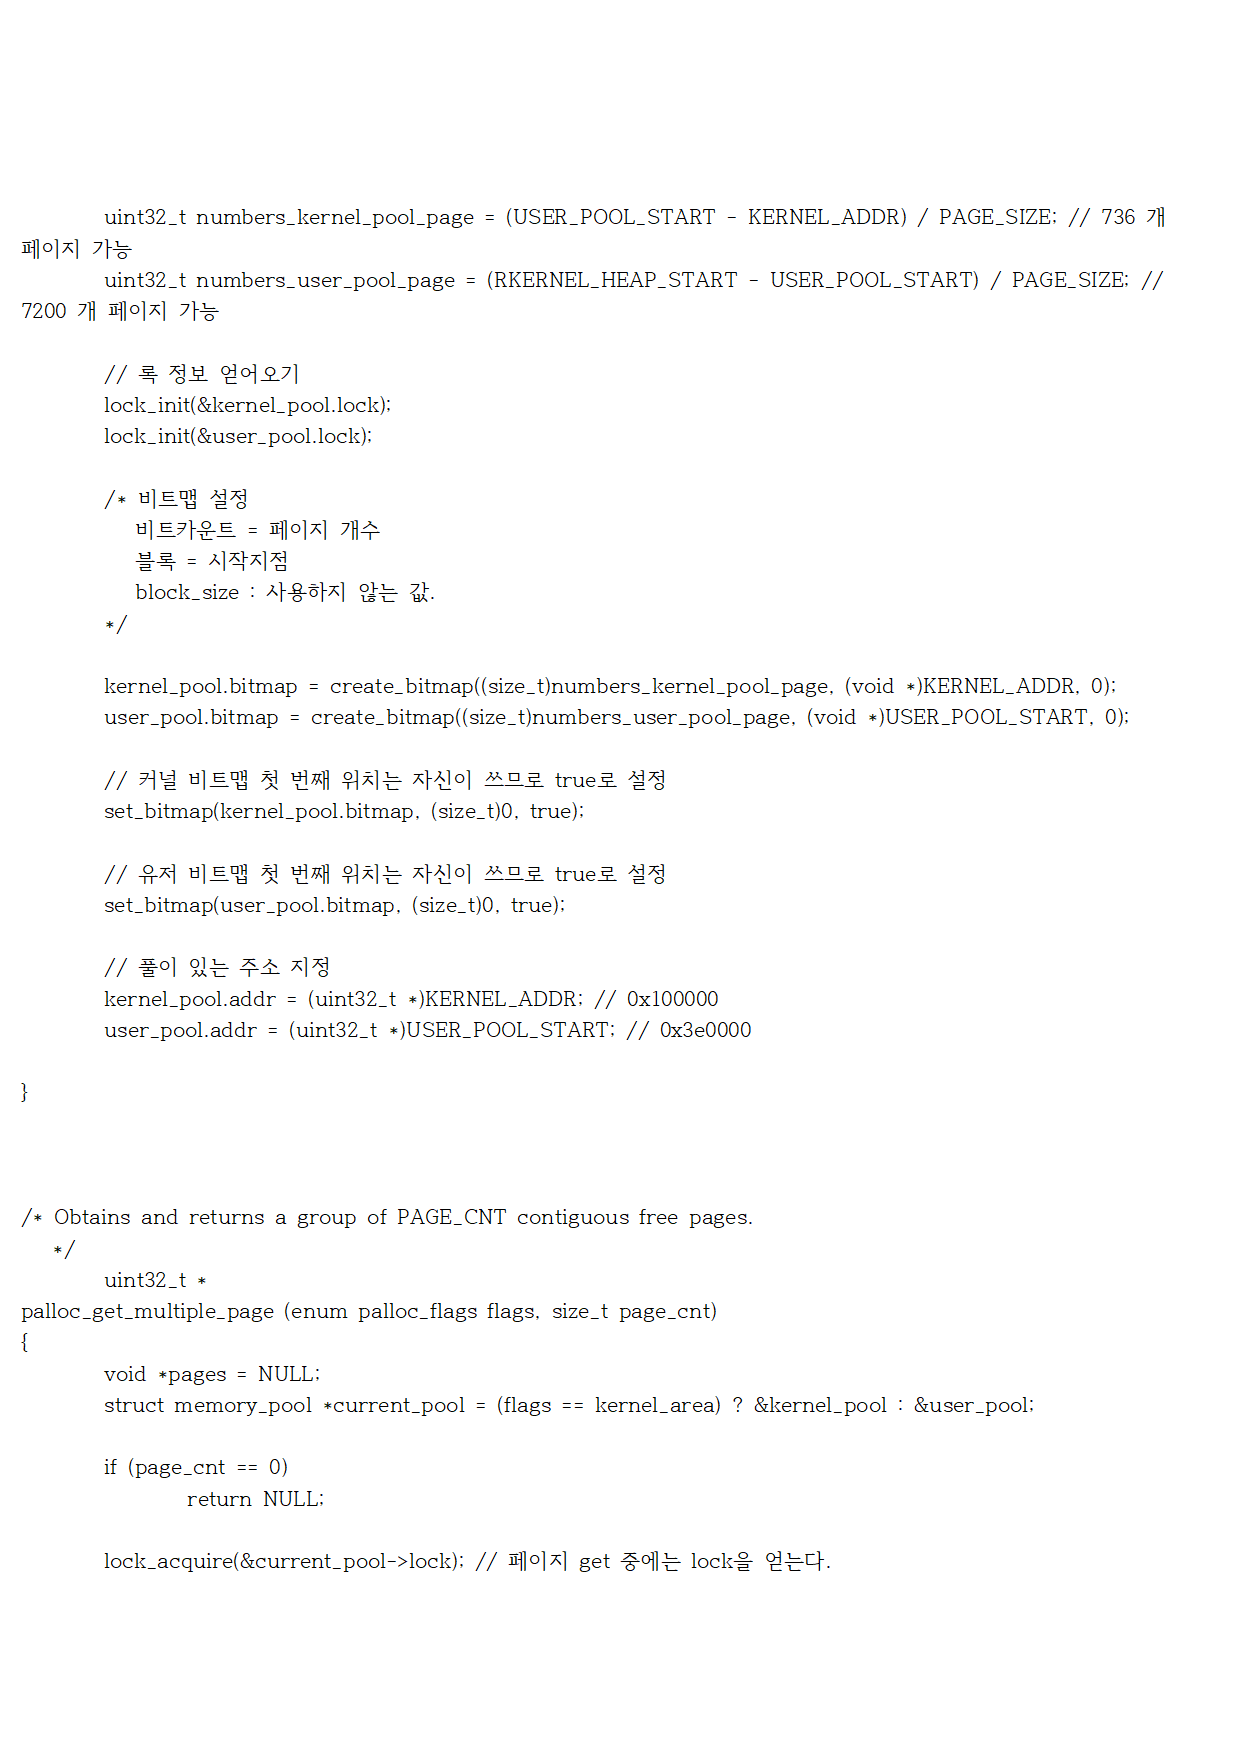 uint32_t numbers_kernel_pool_page = (USER_POOL_START - KERNEL_ADDR) / PAGE_SIZE; // 736 개
페이지 가능
uint32_t numbers_user_pool_page = (RKERNEL_HEAP_START - USER_POOL_START) / PAGE_SIZE; //
7200 개 페이지 가능
// 록 정보 얻어오기
lock_init(&kernel_pool.lock);
lock_init(&user_pool.lock);
/* 비트맵 설정
비트카운트 = 페이지 개수
블록 = 시작지점
block_size : 사용하지 않는 값.
*/
kernel_pool.bitmap = create_bitmap((size_t)numbers_kernel_pool_page, (void *)KERNEL_ADDR, 0);
user_pool.bitmap = create_bitmap((size_t)numbers_user_pool_page, (void *)USER_POOL_START, 0);
// 커널 비트맵 첫 번째 위치는 자신이 쓰므로 true로 설정
set_bitmap(kernel_pool.bitmap, (size_t)0, true);
// 유저 비트맵 첫 번째 위치는 자신이 쓰므로 true로 설정
set_bitmap(user_pool.bitmap, (size_t)0, true);
// 풀이 있는 주소 지정
kernel_pool.addr = (uint32_t *)KERNEL_ADDR; // 0x100000
user_pool.addr = (uint32_t *)USER_POOL_START; // 0x3e0000
}
/* Obtains and returns a group of PAGE_CNT contiguous free pages.
*/
uint32_t *
palloc_get_multiple_page (enum palloc_flags flags, size_t page_cnt)
{
void *pages = NULL;
struct memory_pool *current_pool = (flags == kernel_area) ? &kernel_pool : &user_pool;
if (page_cnt == 0)
return NULL;
lock_acquire(&current_pool->lock); // 페이지 get 중에는 lock을 얻는다.